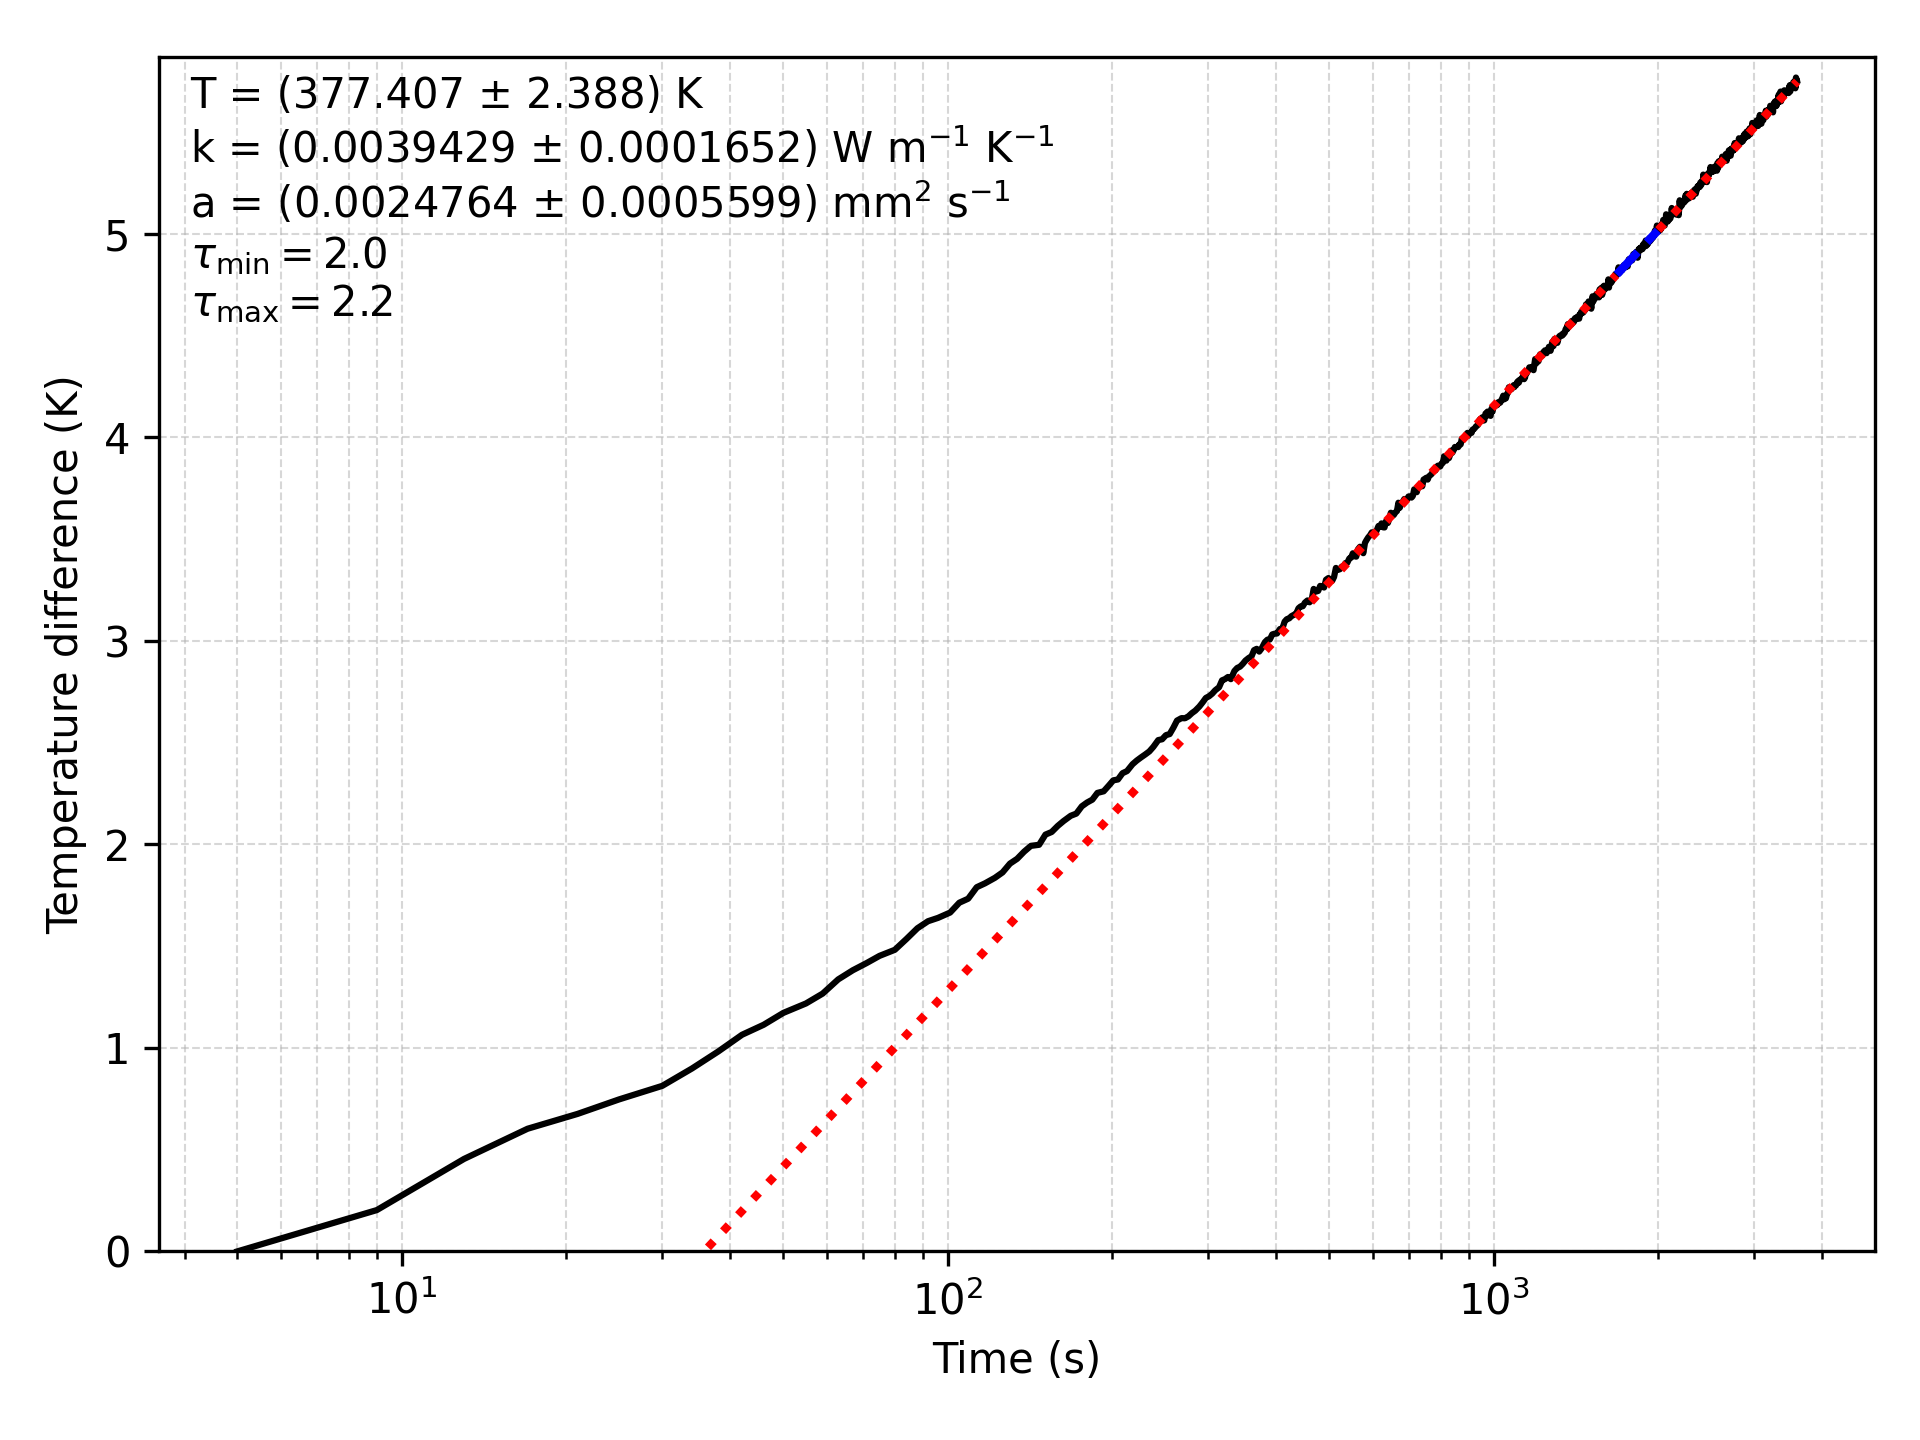 T = (377.407 ± 2.388) K
k = (0.0039429 ± 0.0001652) W m⁻¹ K⁻¹
a = (0.0024764 ± 0.0005599) mm² s⁻¹
τmin = 2.0
τmax = 2.2
Temperature difference (K)
5
4
3
2
1
0
10¹ 10² 10³
Time (s)